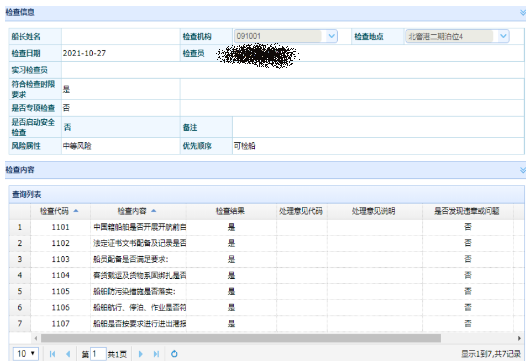 检查信息
船长姓名 检查机构 091001 检查地点 北窖港二期泊位4
检查日期 2021-10-27 检查员
实习检查员
符合检查时限要求 是
是否专项检查 否
是否启动安全检查 否 备注
风险属性 中等风险 优先顺序 可检船
检查内容
查询列表
检查代码 检查内容 检查结果 处理意见代码 处理意见说明 是否发现违章或问题
1 1101 中国籍船舶是否开展开航前自 是 否
2 1102 法定证书文书配备及记录是否 是 否
3 1103 船员配备是否满足要求: 是 否
4 1104 客货载运及货物系固绑扎是否 是 否
5 1105 船舶防污染措施是否落实: 是 否
6 1106 船舶航行、停泊、作业是否符 是 否
7 1107 船舶是否按要求进行进出港报 是 否
10 第 1 共1页 显示1到7,共7记录